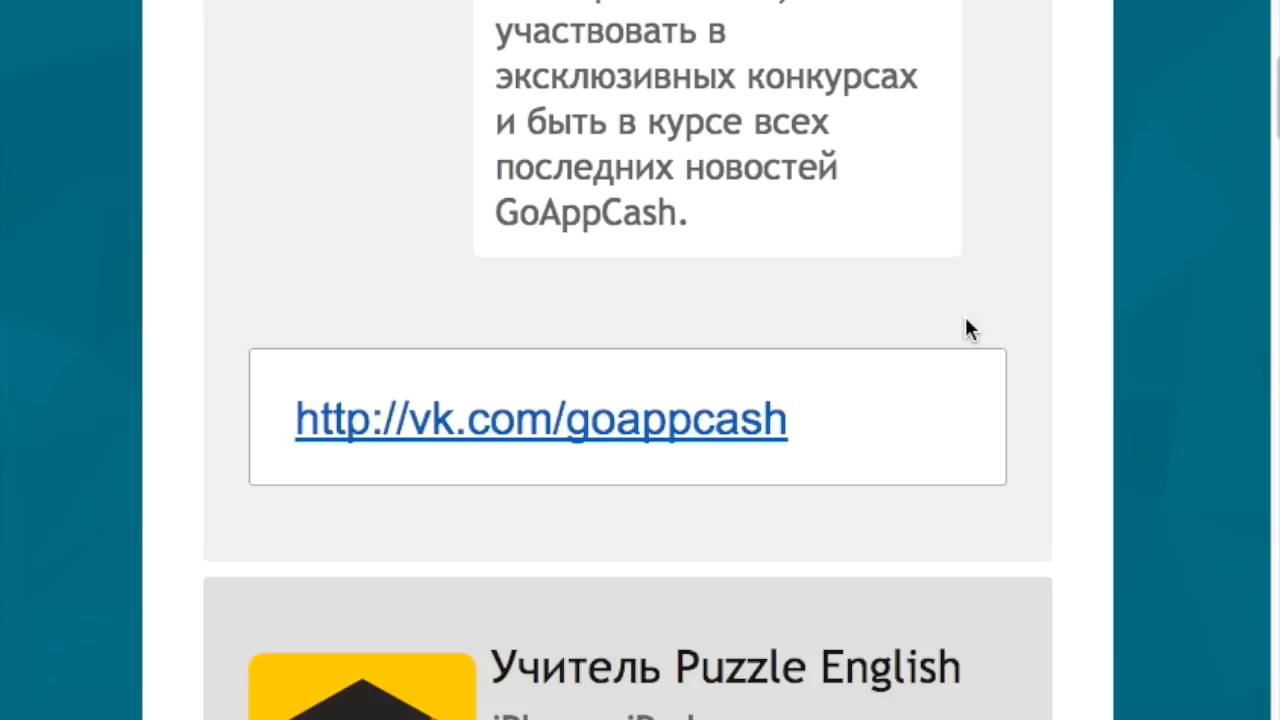 участвовать в
эксклюзивных конкурсах
и быть в курсе всех
последних новостей
GoAppCash.
http://vk.com/goappcash
Учитель Puzzle English